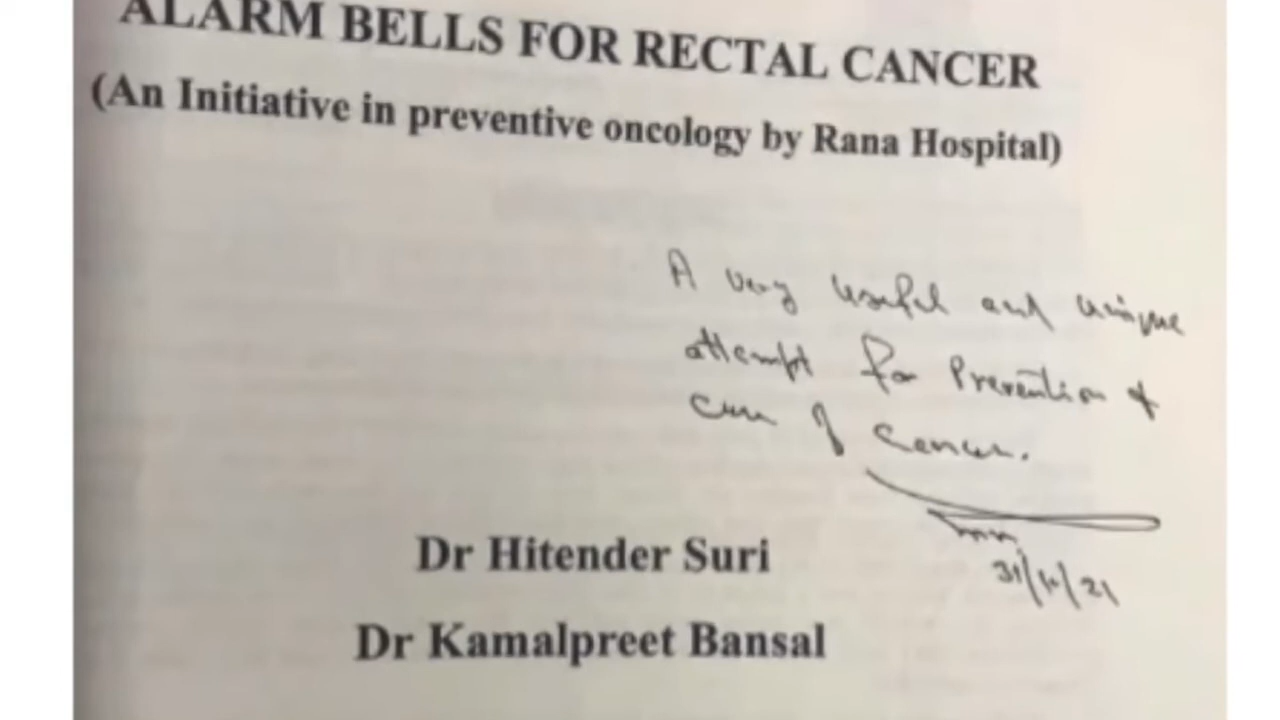 ALARM BELLS FOR RECTAL CANCER
(An Initiative in preventive oncology by Rana Hospital)
A very useful and unique
attempt for Prevention &
cure of Cancer.
31/10/21
Dr Hitender Suri
Dr Kamalpreet Bansal